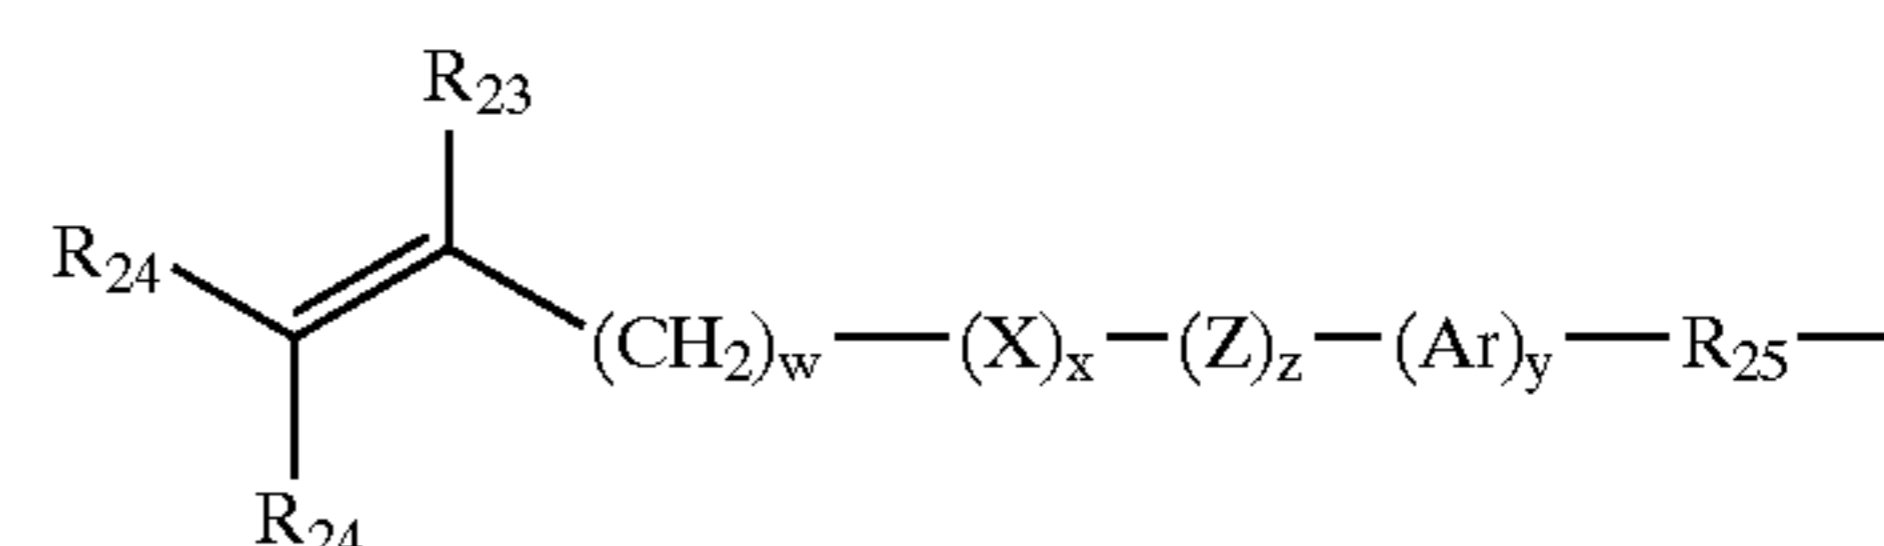 R₂₃
R₂₄
(CH₂)w—(X)ₓ—(Z)z—(Ar)y—R₂₅—
R₂₄